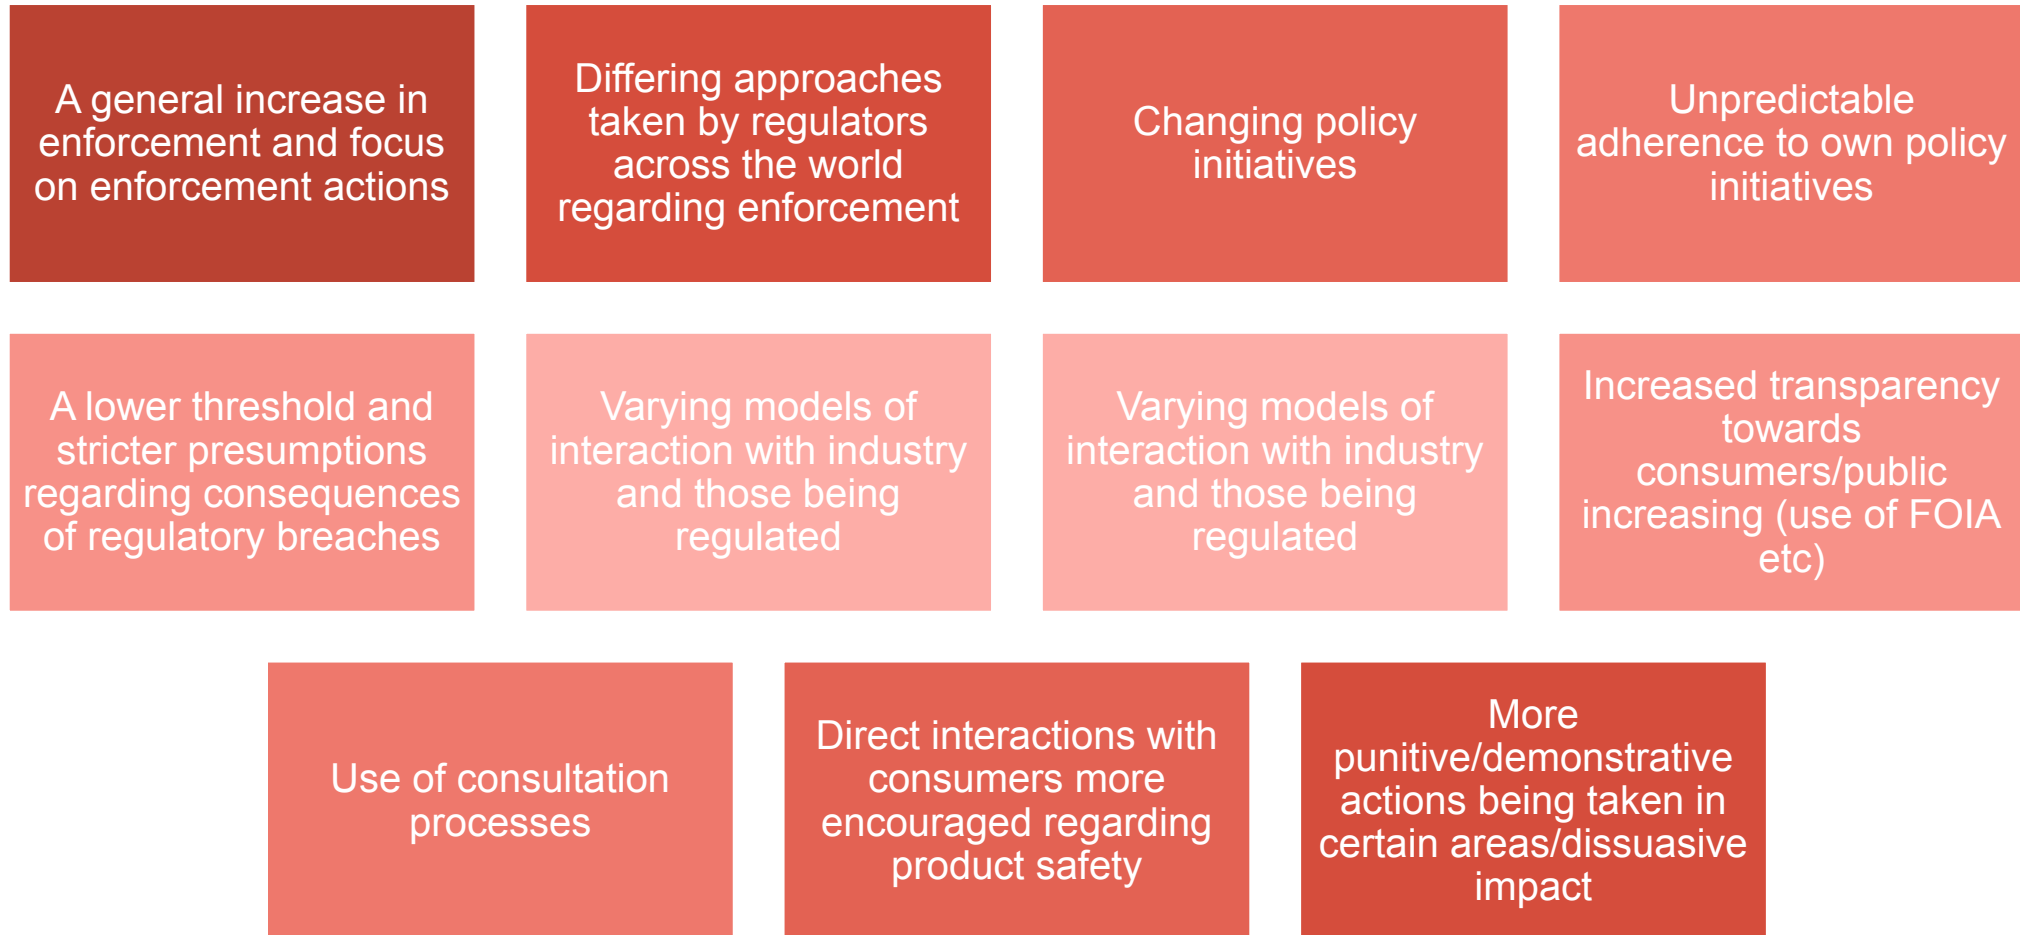 A general increase in
enforcement and focus
on enforcement actions
Differing approaches
taken by regulators
across the world
regarding enforcement
Changing policy
initiatives
Unpredictable
adherence to own policy
initiatives
A lower threshold and
stricter presumptions
regarding consequences
of regulatory breaches
Varying models of
interaction with industry
and those being
regulated
Varying models of
interaction with industry
and those being
regulated
Increased transparency
towards
consumers/public
increasing (use of FOIA
etc)
Use of consultation
processes
Direct interactions with
consumers more
encouraged regarding
product safety
More
punitive/demonstrative
actions being taken in
certain areas/dissuasive
impact